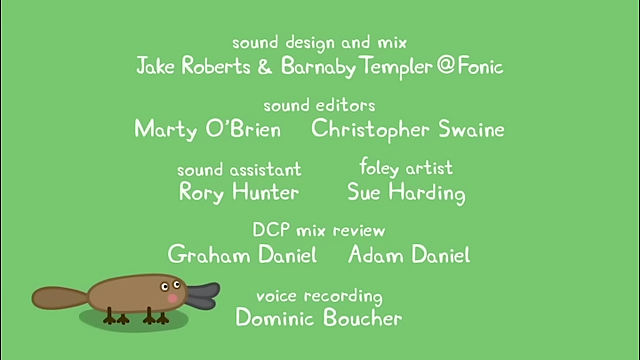 sound design and mix
Jake Roberts & Barnaby Templer @ Fonic
sound editors
Marty O'Brien Christopher Swaine
sound assistant foley artist
Rory Hunter Sue Harding
DCP mix review
Graham Daniel Adam Daniel
voice recording
Dominic Boucher